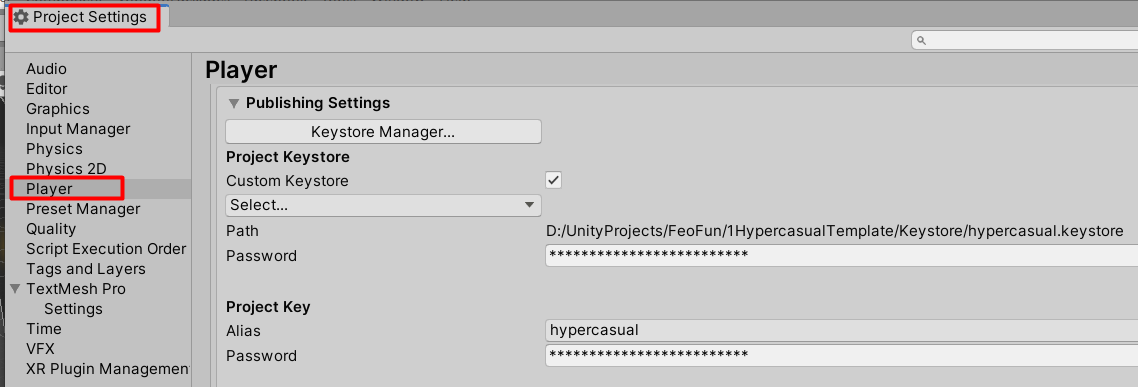 Project Settings
Audio
Editor
Graphics
Input Manager
Physics
Physics 2D
Player
Preset Manager
Quality
Script Execution Order
Tags and Layers
TextMesh Pro
Settings
Time
VFX
XR Plugin Management
Player
Publishing Settings
Keystore Manager...
Project Keystore
Custom Keystore
Select...
Path D:/UnityProjects/FeoFun/1HypercasualTemplate/Keystore/hypercasual.keystore
Password *************************
Project Key
Alias hypercasual
Password *************************